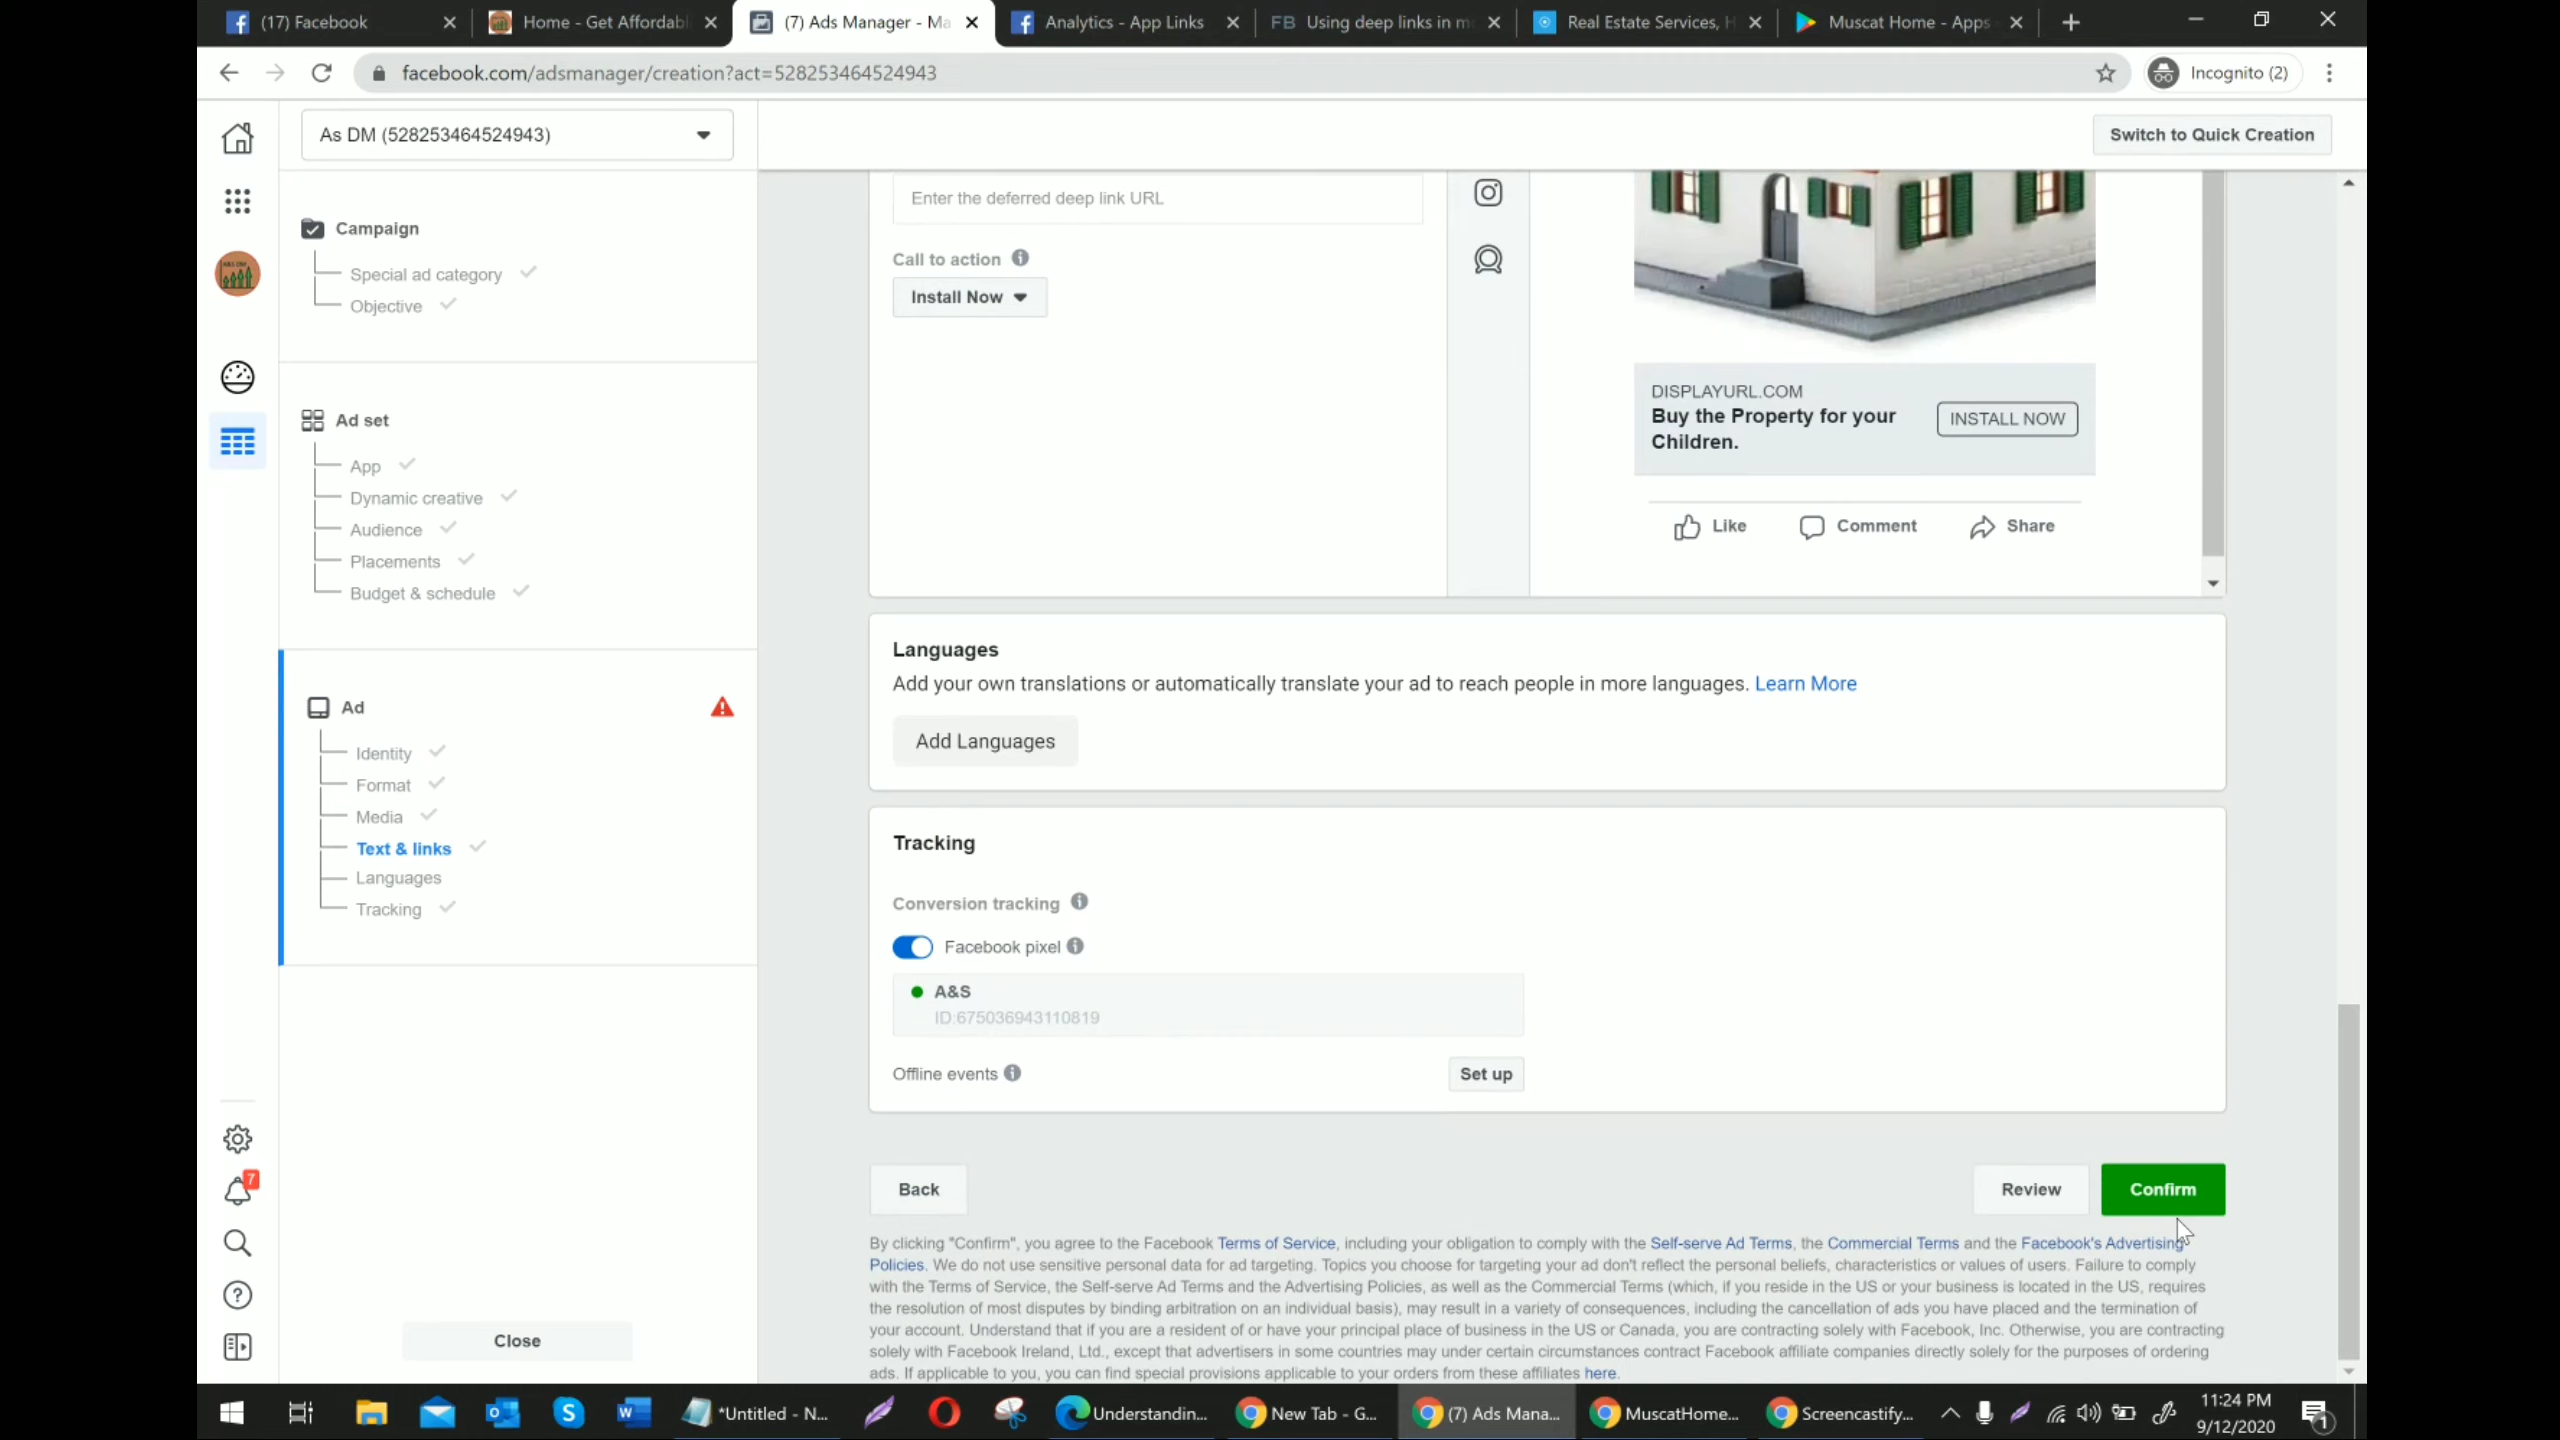 (17) Facebook
Home - Get Affordabl
(7) Ads Manager - Ma
Analytics - App Links
FB Using deep links in m
Real Estate Services, H
Muscat Home - Apps
facebook.com/adsmanager/creation?act=528253464524943
Incognito (2)
As DM (528253464524943)
Switch to Quick Creation
Campaign
Special ad category
Objective
Ad set
App
Dynamic creative
Audience
Placements
Budget & schedule
Ad
Identity
Format
Media
Text & links
Languages
Tracking
Close
7
Enter the deferred deep link URL
Call to action
Install Now
DISPLAYURL.COM
Buy the Property for your
Children.
INSTALL NOW
Like
Comment
Share
Languages
Add your own translations or automatically translate your ad to reach people in more languages. Learn More
Add Languages
Tracking
Conversion tracking
Facebook pixel
A&S
ID:675036943110819
Offline events
Set up
Back
Review
Confirm
By clicking "Confirm", you agree to the Facebook Terms of Service, including your obligation to comply with the Self-serve Ad Terms, the Commercial Terms and the Facebook's Advertising
Policies. We do not use sensitive personal data for ad targeting. Topics you choose for targeting your ad don't reflect the personal beliefs, characteristics or values of users. Failure to comply
with the Terms of Service, the Self-serve Ad Terms and the Advertising Policies, as well as the Commercial Terms (which, if you reside in the US or your business is located in the US, requires
the resolution of most disputes by binding arbitration on an individual basis), may result in a variety of consequences, including the cancellation of ads you have placed and the termination of
your account. Understand that if you are a resident of or have your principal place of business in the US or Canada, you are contracting solely with Facebook, Inc. Otherwise, you are contracting
solely with Facebook Ireland, Ltd., except that advertisers in some countries may under certain circumstances contract Facebook affiliate companies directly solely for the purposes of ordering
ads. If applicable to you, you can find special provisions applicable to your orders from these affiliates here.
*Untitled - N...
Understandin...
New Tab - G...
(7) Ads Mana...
MuscatHome...
Screencastify...
11:24 PM
9/12/2020
1